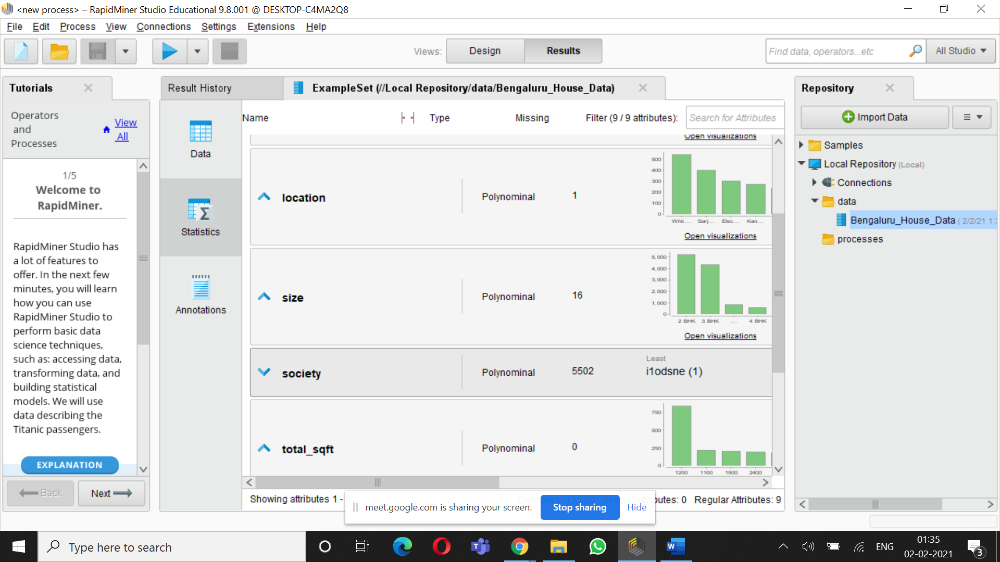 <new process> – RapidMiner Studio Educational 9.8.001 @ DESKTOP-C4MA2Q8
File Edit Process View Connections Settings Extensions Help
Views: Design Results
Find data, operators...etc
All Studio
Tutorials
Operators
and
Processes
View
All
1/5
Welcome to
RapidMiner.
RapidMiner Studio has
a lot of features to
offer. In the next few
minutes, you will learn
how you can use
RapidMiner Studio to
perform basic data
science techniques,
such as: accessing data,
transforming data, and
building statistical
models. We will use
data describing the
Titanic passengers.
EXPLANATION
Back
Next
Result History
ExampleSet (//Local Repository/data/Bengaluru_House_Data)
Data
Statistics
Annotations
Name Type Missing Filter (9 / 9 attributes): Search for Attributes
Open visualizations
location Polynominal 1
500
400
300
200
100
0
Whit... Sarj... Elec... Kan...
Open visualizations
size Polynominal 16
5,000
4,000
3,000
2,000
1,000
0
2 BHK 3 BHK ... 4 BHK
Open visualizations
society Polynominal 5502
Least
i1odsne (1)
total_sqft Polynominal 0
750
500
250
0
1200 1100 1500 2400
Showing attributes 1 -
Examples: 13,320 Special Attributes: 0 Regular Attributes: 9
meet.google.com is sharing your screen. Stop sharing Hide
Repository
Import Data
Samples
Local Repository (Local)
Connections
data
Bengaluru_House_Data ( 2/2/21 1:
processes
Type here to search
ENG
01:35
02-02-2021
3